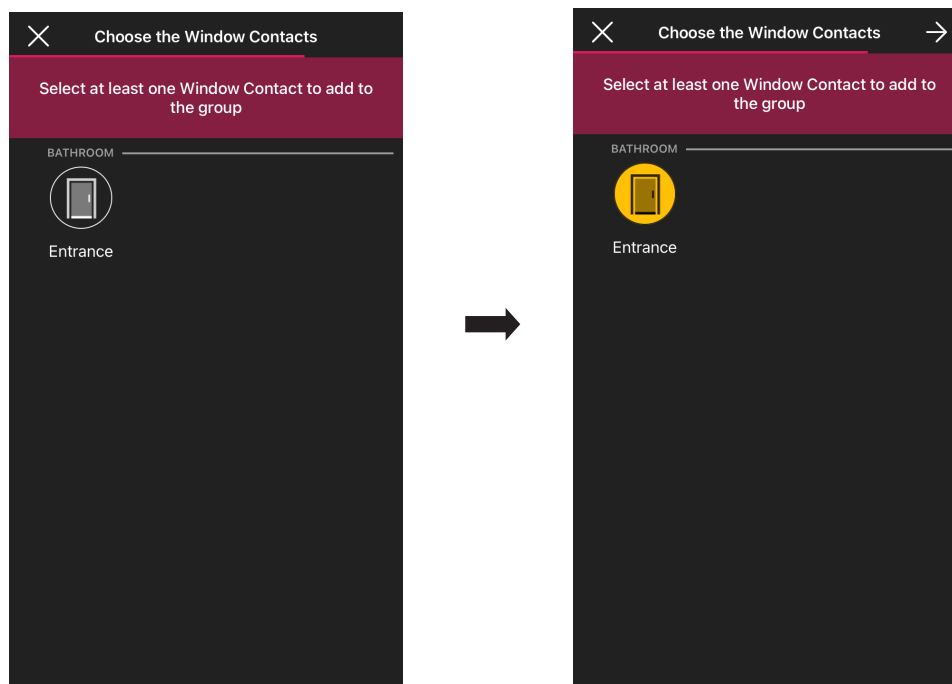 Choose the Window Contacts
Select at least one Window Contact to add to
the group
BATHROOM
Entrance
Choose the Window Contacts
Select at least one Window Contact to add to
the group
BATHROOM
Entrance